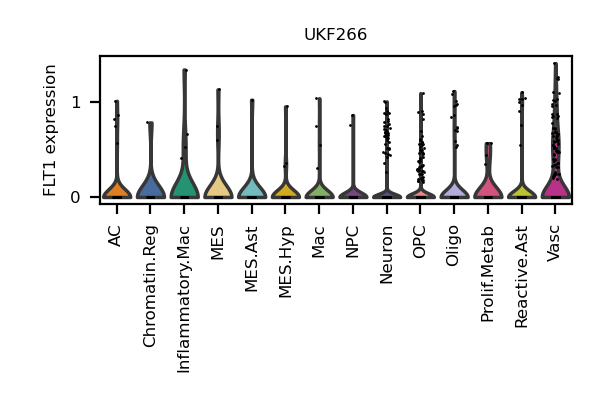 UKF266
FLT1 expression
1
0
AC
Chromatin.Reg
Inflammatory.Mac
MES
MES.Ast
MES.Hyp
Mac
NPC
Neuron
OPC
Oligo
Prolif.Metab
Reactive.Ast
Vasc